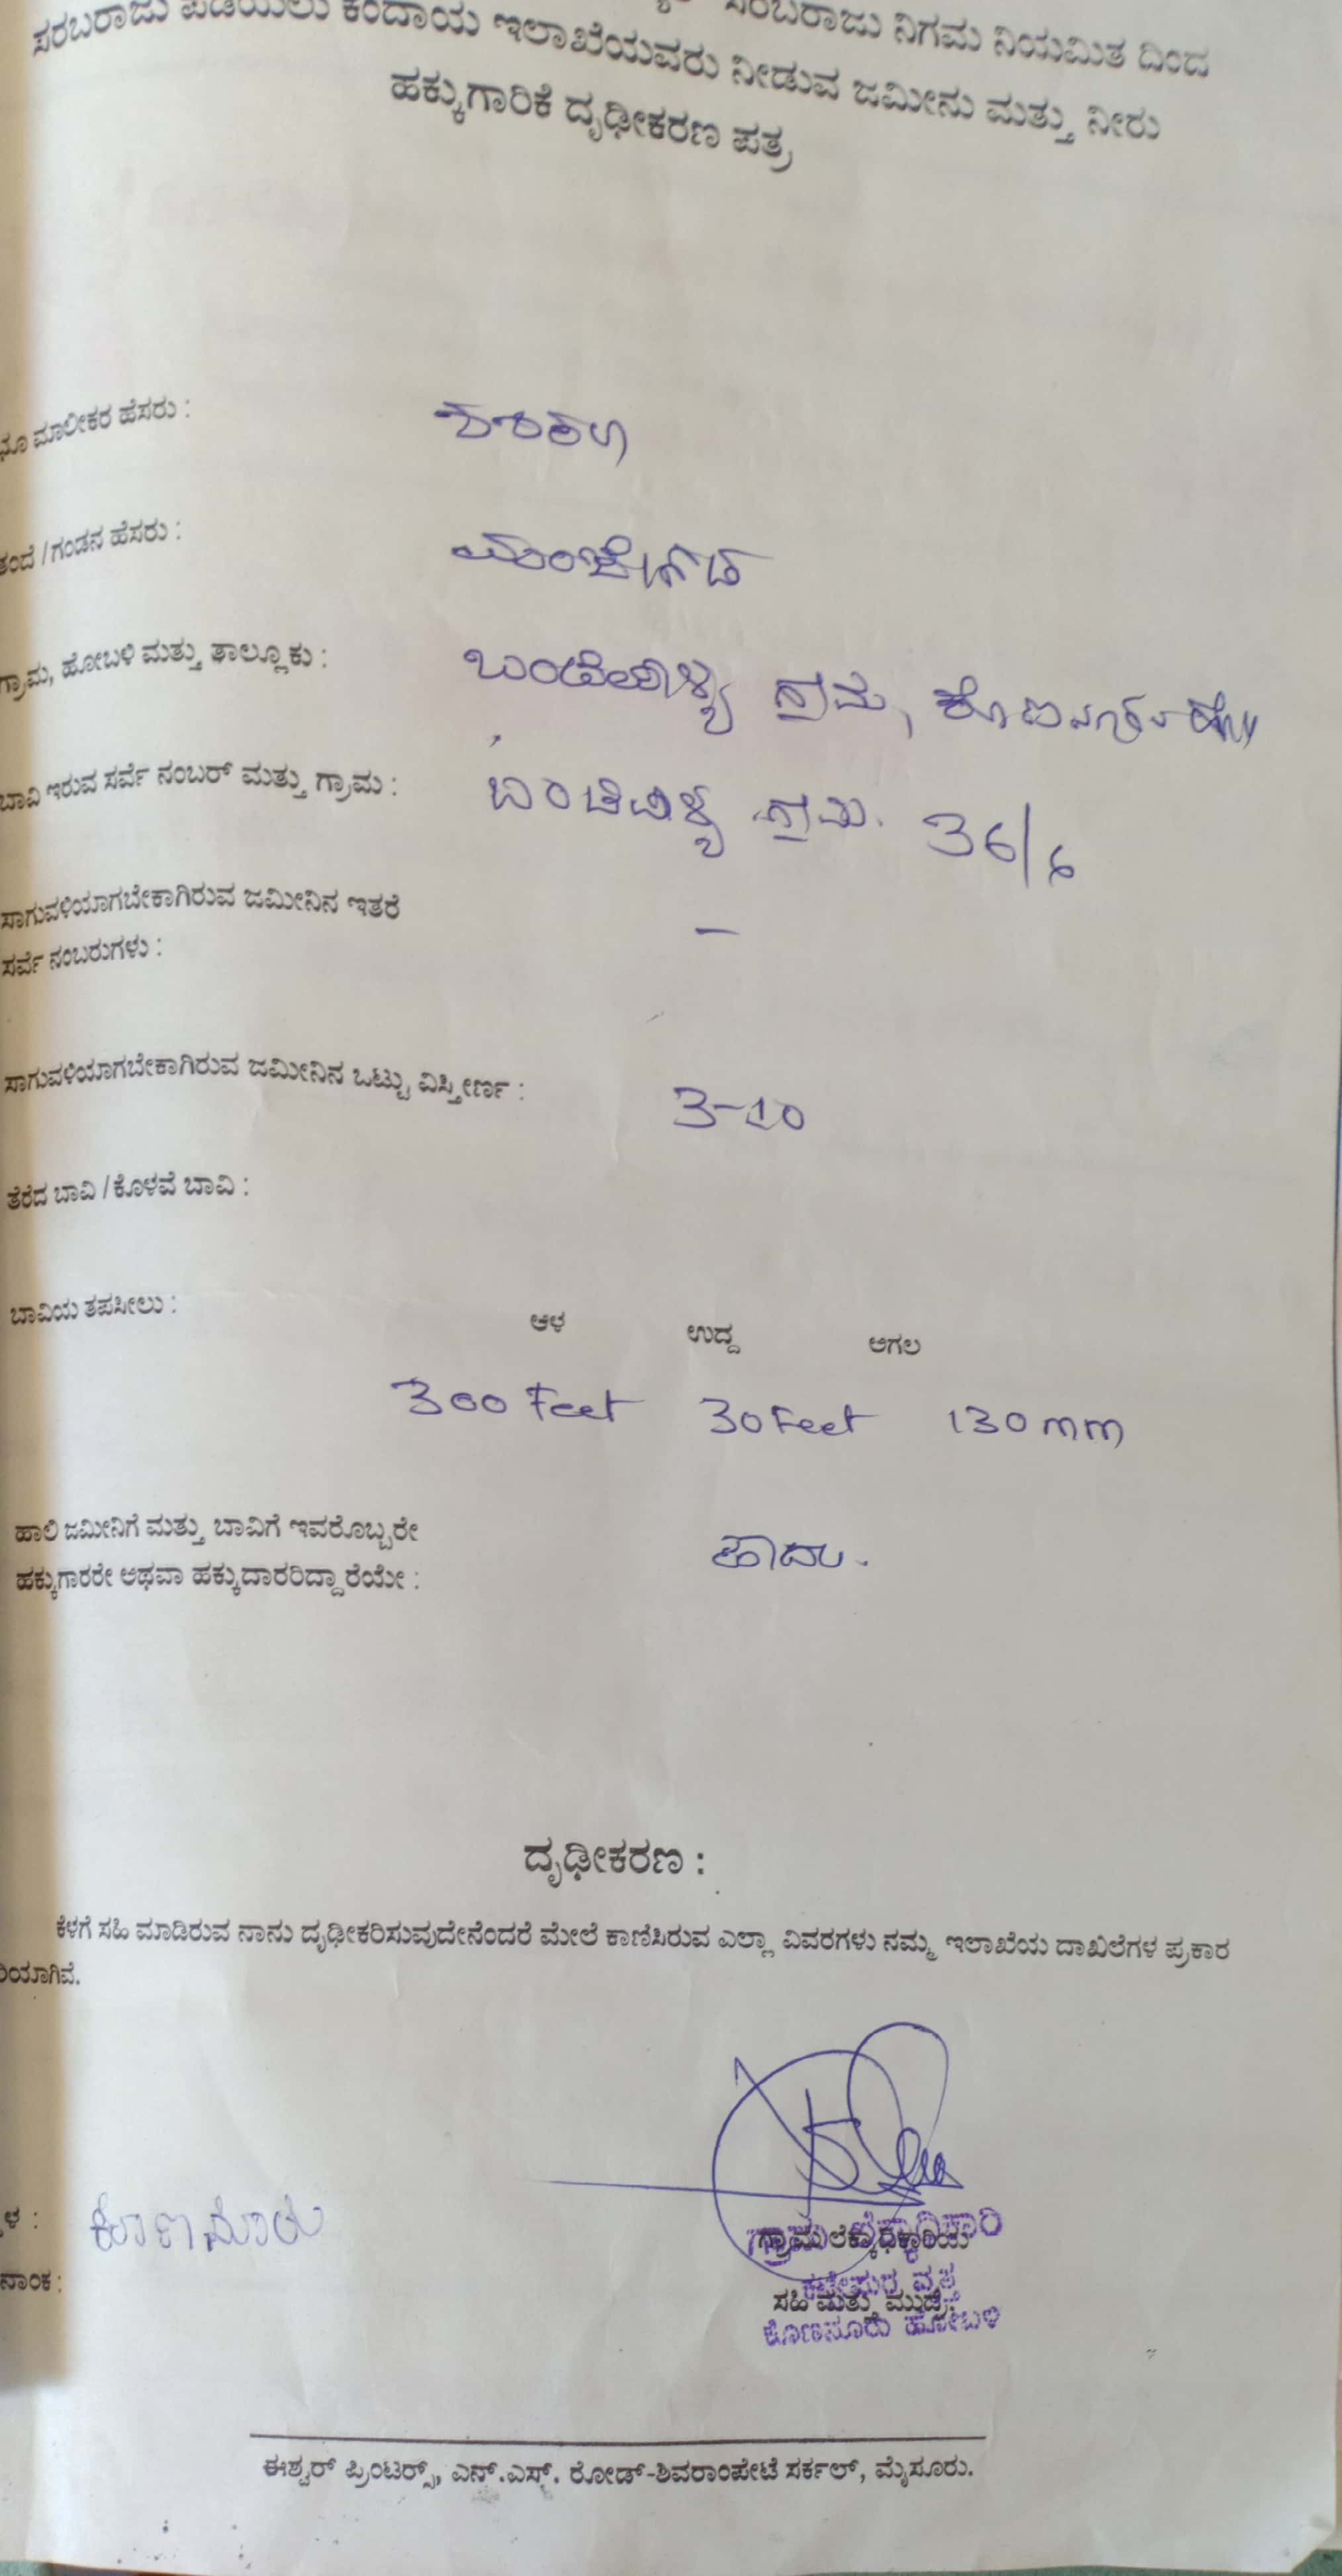 ಸರಬರಾಜು ನಿಗಮ ನಿಯಮಿತ ದಿಂದ
ಸರಬರಾಜು ಪಡೆಯಲು ಕಂದಾಯ ಇಲಾಖೆಯವರು ನೀಡುವ ಜಮೀನು ಮತ್ತು ನೀರು
ಹಕ್ಕುಗಾರಿಕೆ ದೃಢೀಕರಣ ಪತ್ರ
ಭೂ ಮಾಲೀಕರ ಹೆಸರು :
ತಂದೆ / ಗಂಡನ ಹೆಸರು :
ಗ್ರಾಮ, ಹೋಬಳಿ ಮತ್ತು ತಾಲ್ಲೂಕು : ಗ್ರಾಮ,
ಬಾವಿ ಇರುವ ಸರ್ವೆ ನಂಬರ್ ಮತ್ತು ಗ್ರಾಮ : ಗ್ರಾಮ. 36/6
ಸಾಗುವಳಿಯಾಗಬೇಕಾಗಿರುವ ಜಮೀನಿನ ಇತರೆ
ಸರ್ವೆ ನಂಬರುಗಳು : –
ಸಾಗುವಳಿಯಾಗಬೇಕಾಗಿರುವ ಜಮೀನಿನ ಒಟ್ಟು ವಿಸ್ತೀರ್ಣ : 3-10
ತೆರೆದ ಬಾವಿ / ಕೊಳವೆ ಬಾವಿ :
ಬಾವಿಯ ತಪಸೀಲು : ಆಳ ಉದ್ದ ಅಗಲ
300 Feet 30 Feet 130 mm
ಹಾಲಿ ಜಮೀನಿಗೆ ಮತ್ತು ಬಾವಿಗೆ ಇವರೊಬ್ಬರೇ
ಹಕ್ಕುಗಾರರೇ ಅಥವಾ ಹಕ್ಕುದಾರರಿದ್ದಾರೆಯೇ : ಹೌದು.
ದೃಢೀಕರಣ :
ಕೆಳಗೆ ಸಹಿ ಮಾಡಿರುವ ನಾನು ದೃಢೀಕರಿಸುವುದೇನೆಂದರೆ ಮೇಲೆ ಕಾಣಿಸಿರುವ ಎಲ್ಲಾ ವಿವರಗಳು ನಮ್ಮ ಇಲಾಖೆಯ ದಾಖಲೆಗಳ ಪ್ರಕಾರ
ಯಾಗಿವೆ.
ಗ್ರಾಮ ಲೆಕ್ಕಾಧಿಕಾರಿಯ
ಸಹಿ ಮತ್ತು ಮುದ್ರೆ
ಕೊಣನೂರು ಹೋಬಳಿ
ಈಶ್ವರ್ ಪ್ರಿಂಟರ್ಸ್, ಎನ್.ಎಸ್. ರೋಡ್-ಶಿವರಾಂಪೇಟೆ ಸರ್ಕಲ್, ಮೈಸೂರು.